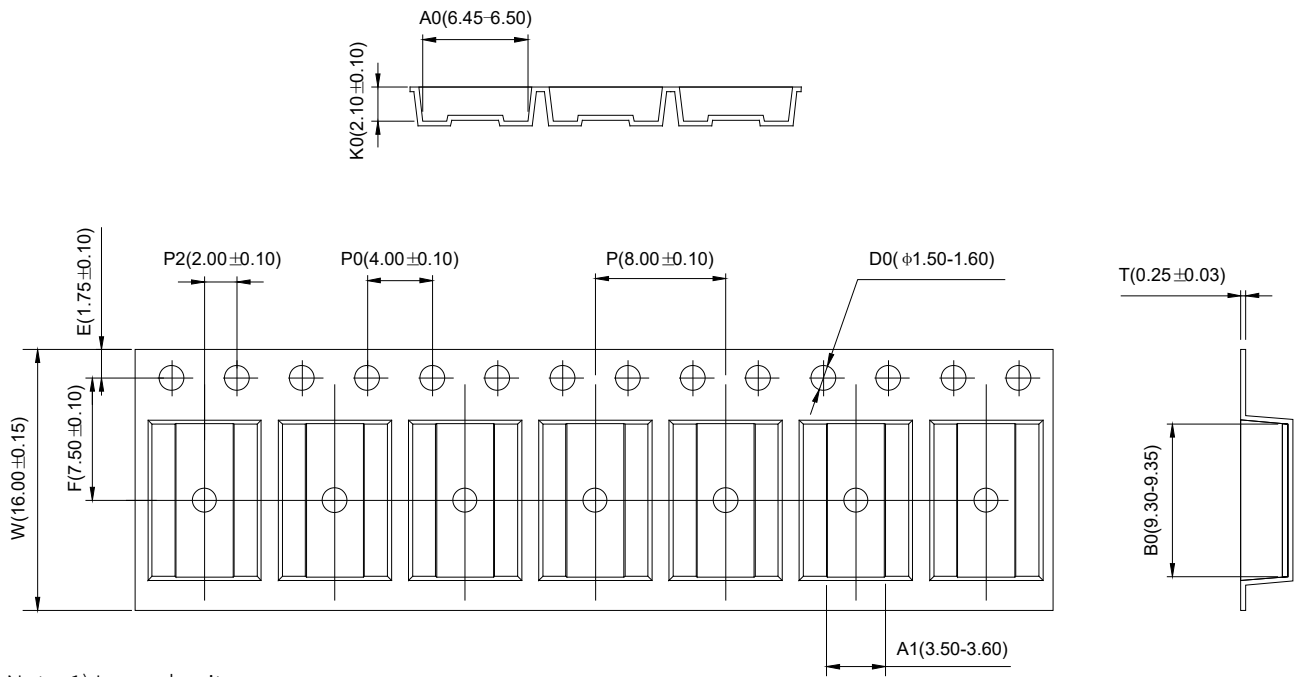 A0(6.45-6.50)
K0(2.10±0.10)
E(1.75±0.10)
P2(2.00±0.10)
P0(4.00±0.10)
P(8.00±0.10)
D0(ϕ1.50-1.60)
T(0.25±0.03)
W(16.00±0.15)
F(7.50±0.10)
B0(9.30-9.35)
A1(3.50-3.60)